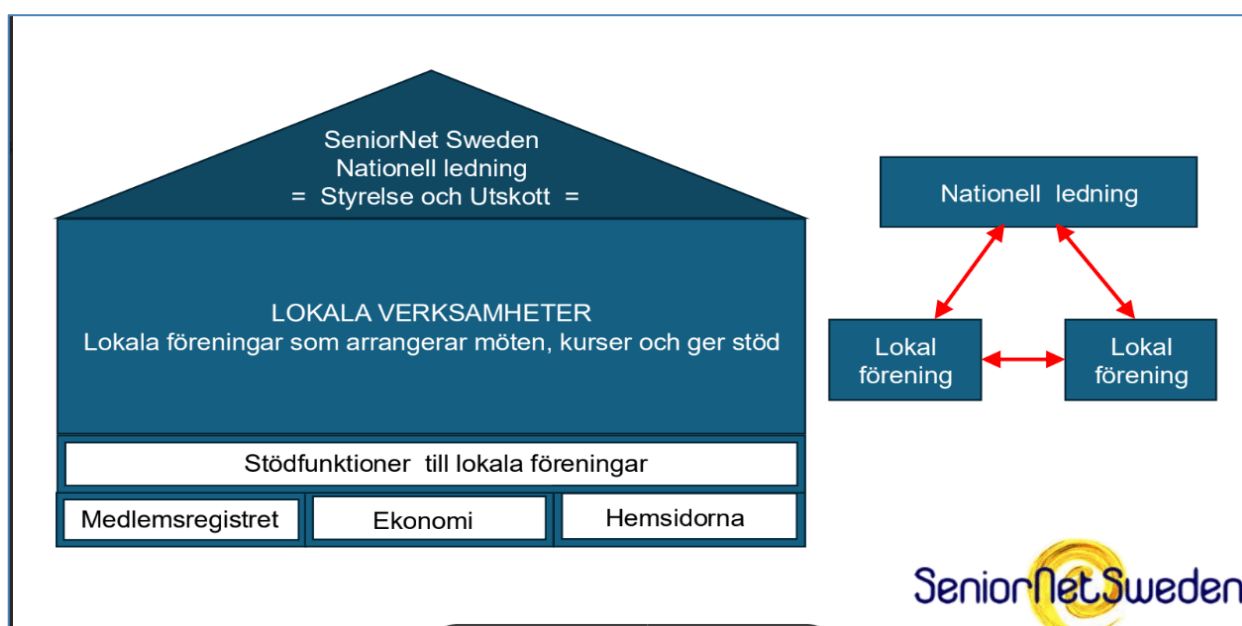 SeniorNet Sweden
Nationell ledning
= Styrelse och Utskott =
LOKALA VERKSAMHETER
Lokala föreningar som arrangerar möten, kurser och ger stöd
Stödfunktioner till lokala föreningar
Medlemsregistret
Ekonomi
Hemsidorna
Nationell ledning
Lokal
förening
Lokal
förening
SeniorNetSweden